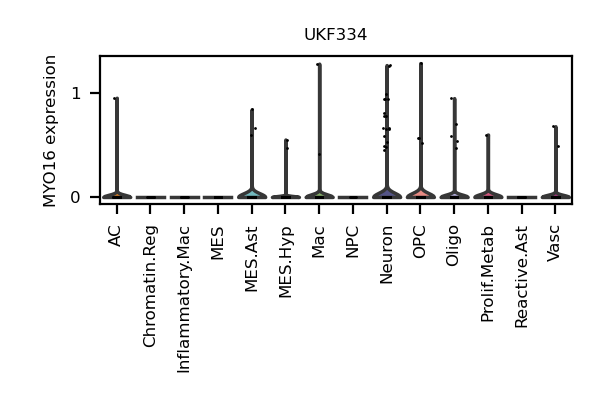 UKF334
MYO16 expression
1
0
AC
Chromatin.Reg
Inflammatory.Mac
MES
MES.Ast
MES.Hyp
Mac
NPC
Neuron
OPC
Oligo
Prolif.Metab
Reactive.Ast
Vasc